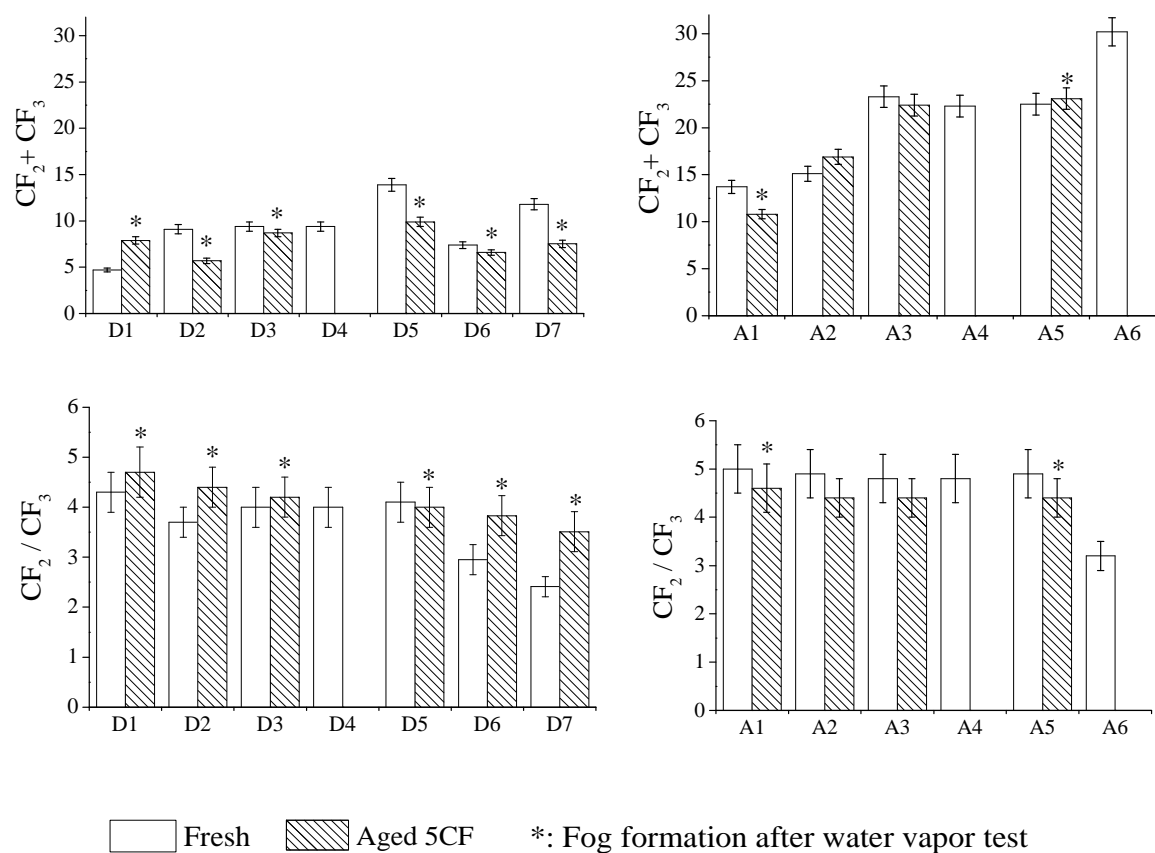 CF2+ CF3
30
25
20
15
10
5
0
* * * * * *
D1 D2 D3 D4 D5 D6 D7
CF2+ CF3
30
25
20
15
10
5
0
* *
A1 A2 A3 A4 A5 A6
CF2 / CF3
6
5
4
3
2
1
0
* * * * * *
D1 D2 D3 D4 D5 D6 D7
CF2 / CF3
6
5
4
3
2
1
0
* *
A1 A2 A3 A4 A5 A6
Fresh Aged 5CF *: Fog formation after water vapor test